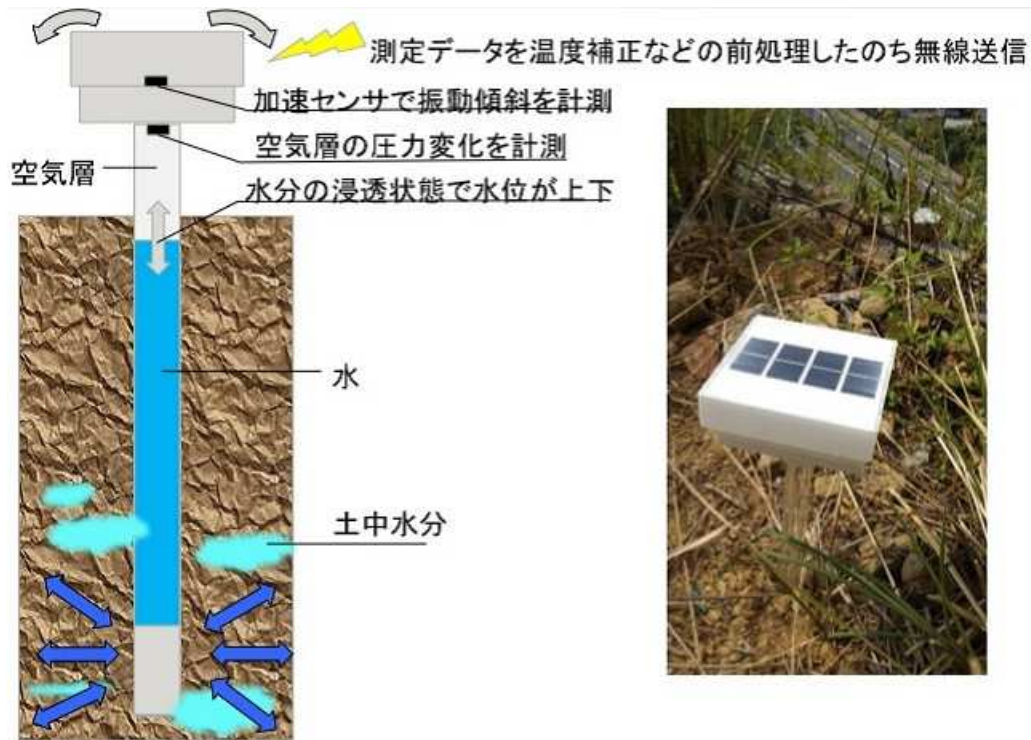 測定データを温度補正などの前処理したのち無線送信
加速センサで振動傾斜を計測
空気層の圧力変化を計測
空気層
水分の浸透状態で水位が上下
水
土中水分